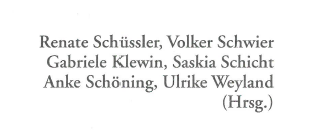 Renate Schüssler, Volker Schwier
Gabriele Klewin, Saskia Schicht
Anke Schöning, Ulrike Weyland
(Hrsg.)